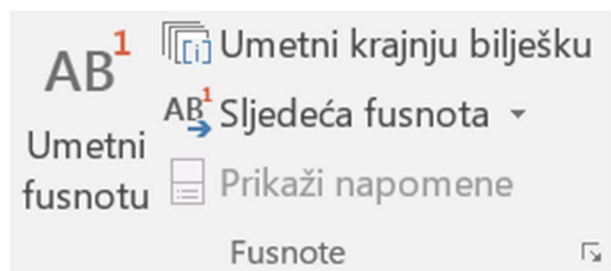 AB1
Umetni
fusnotu
[i] Umetni krajnju bilješku
AB1 Sljedeća fusnota
Prikaži napomene
Fusnote